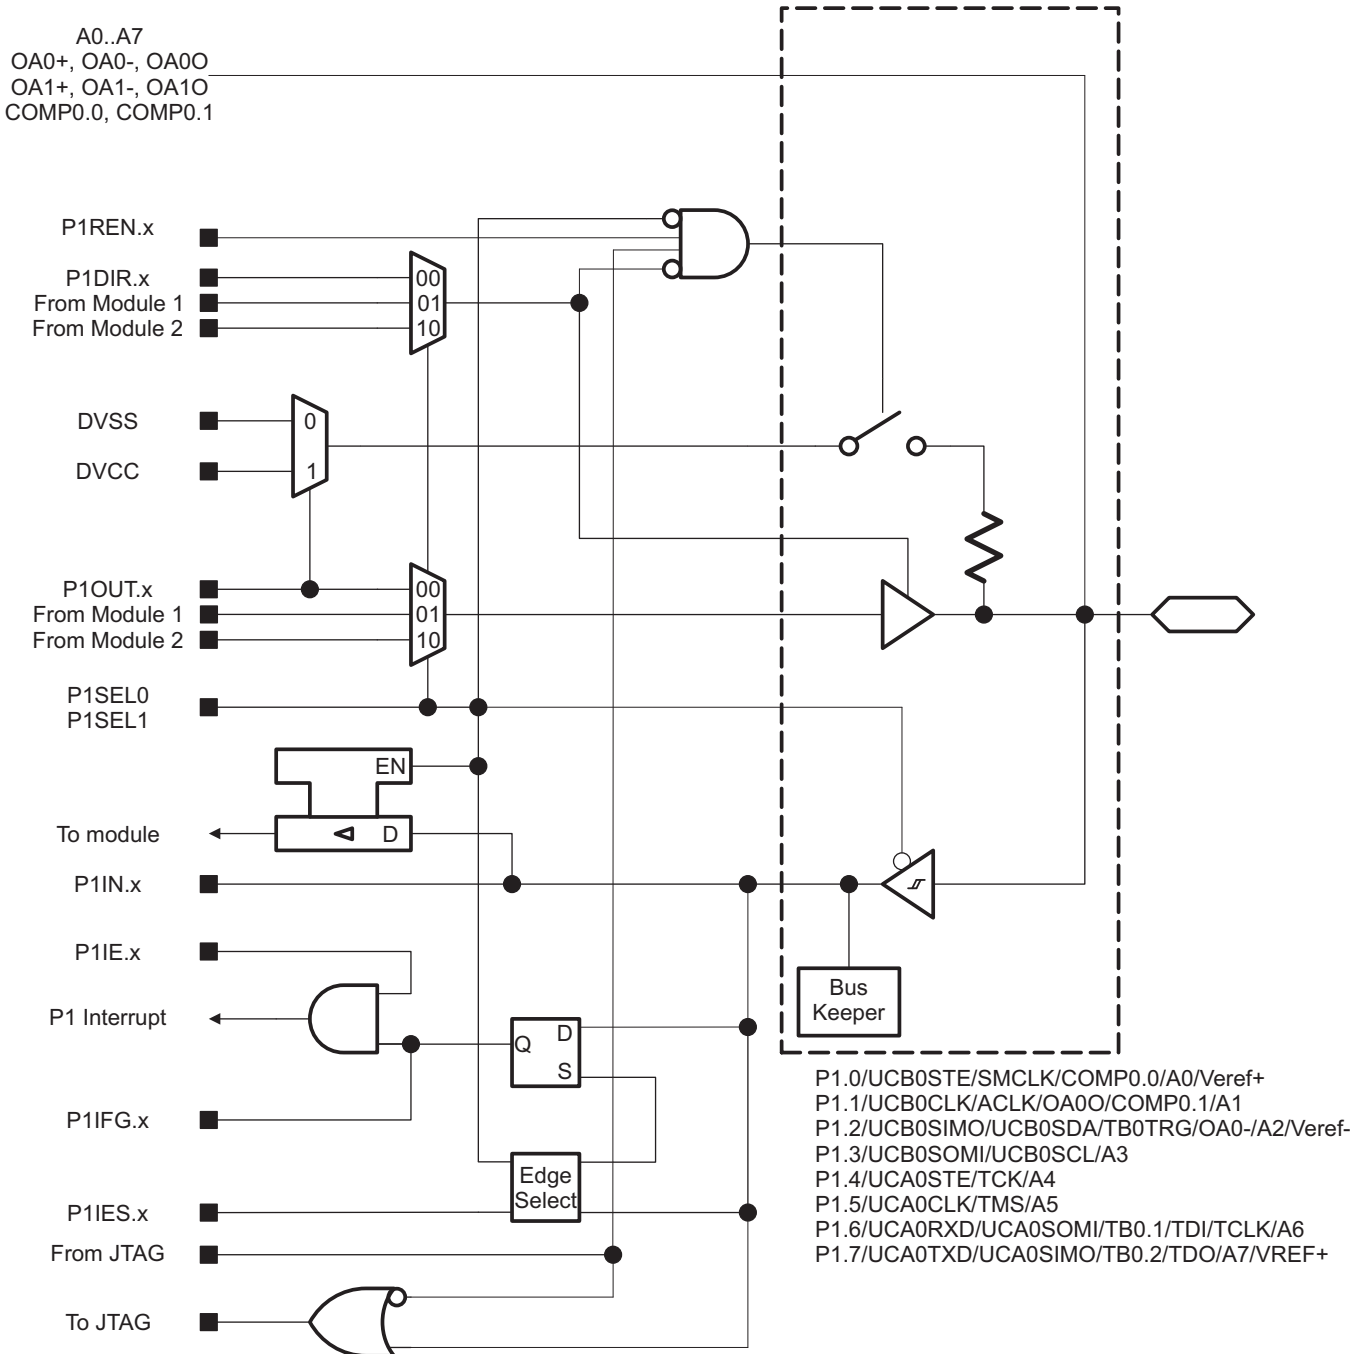 A0..A7
OA0+, OA0-, OA0O
OA1+, OA1-, OA1O
COMP0.0, COMP0.1
P1REN.x
P1DIR.x
00
From Module 1
01
From Module 2
10
DVSS
0
DVCC
1
P1OUT.x
00
From Module 1
01
From Module 2
10
P1SEL0
P1SEL1
EN
To module
D
P1IN.x
P1IE.x
Bus
Keeper
P1 Interrupt
Q
D
S
P1IFG.x
Edge
Select
P1IES.x
From JTAG
To JTAG
P1.0/UCB0STE/SMCLK/COMP0.0/A0/Veref+
P1.1/UCB0CLK/ACLK/OA0O/COMP0.1/A1
P1.2/UCB0SIMO/UCB0SDA/TB0TRG/OA0-/A2/Veref-
P1.3/UCB0SOMI/UCB0SCL/A3
P1.4/UCA0STE/TCK/A4
P1.5/UCA0CLK/TMS/A5
P1.6/UCA0RXD/UCA0SOMI/TB0.1/TDI/TCLK/A6
P1.7/UCA0TXD/UCA0SIMO/TB0.2/TDO/A7/VREF+